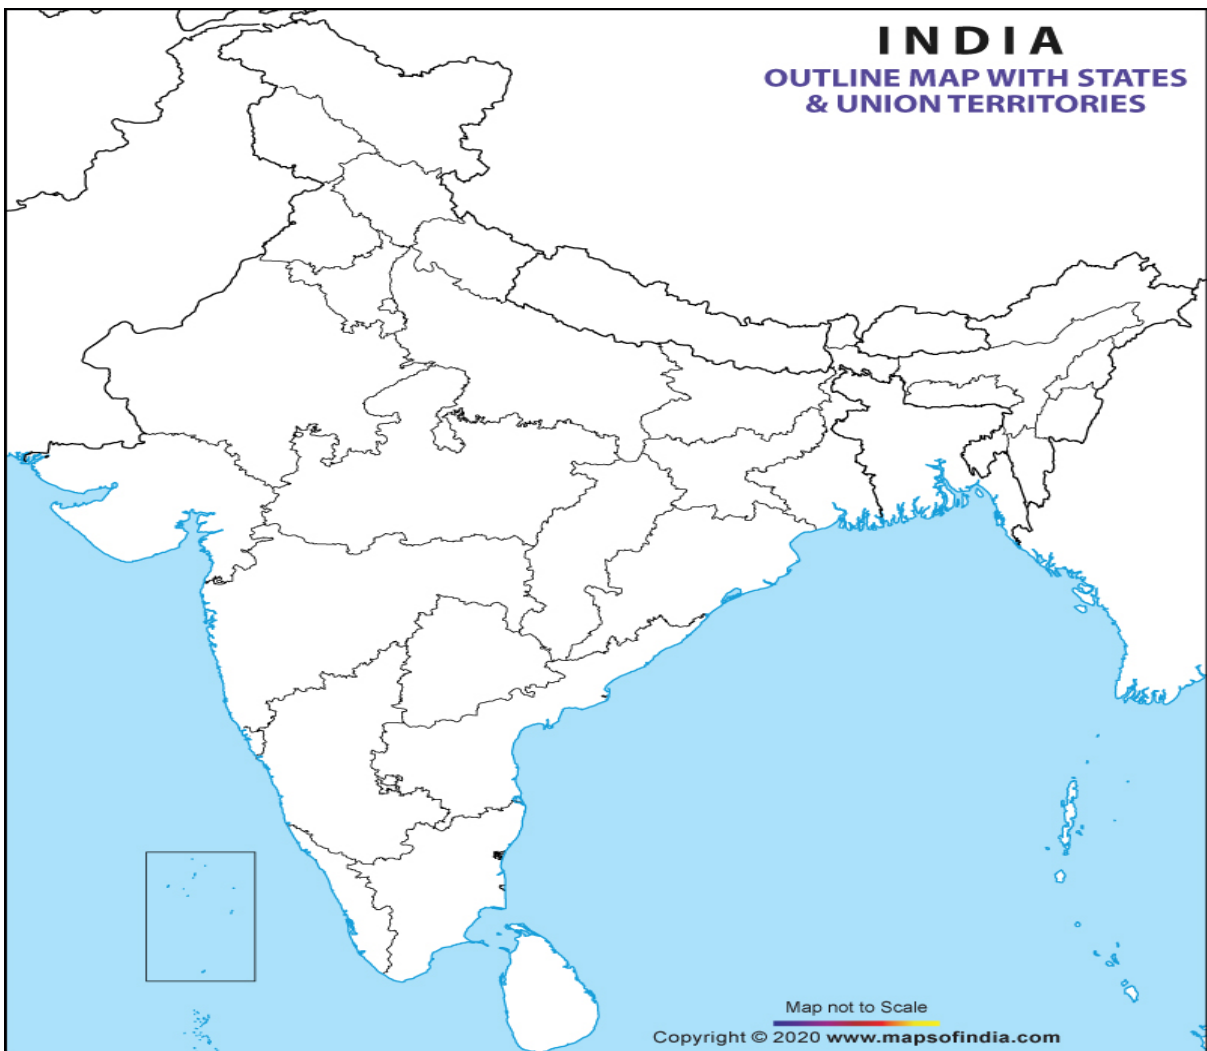 INDIA
OUTLINE MAP WITH STATES
& UNION TERRITORIES
Map not to Scale
Copyright © 2020 www.mapsofindia.com